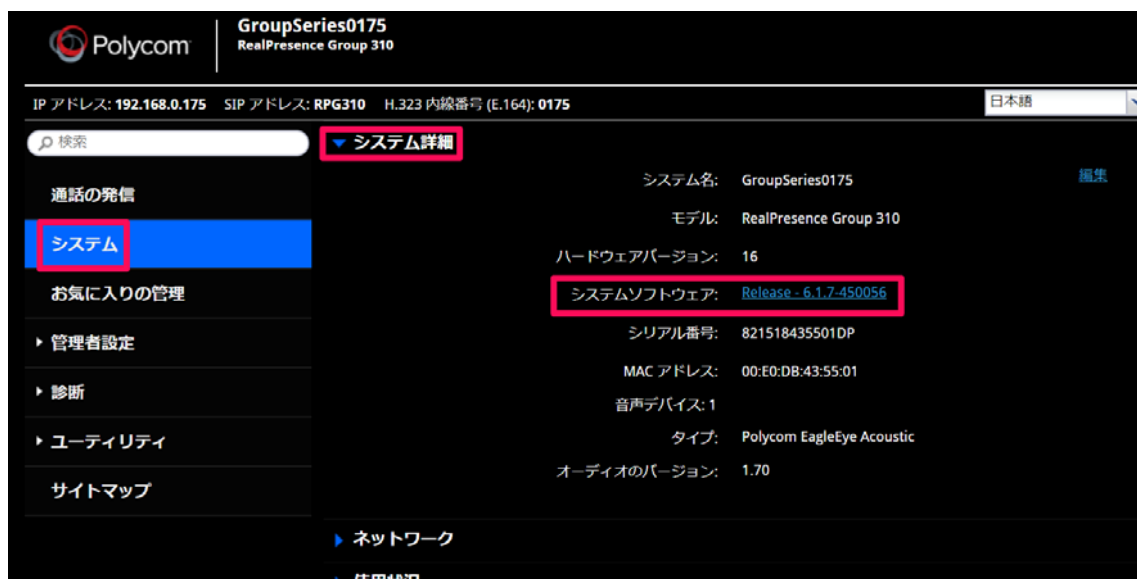 Polycom
GroupSeries0175
RealPresence Group 310
IP アドレス: 192.168.0.175 SIP アドレス: RPG310 H.323 内線番号 (E.164): 0175
日本語
検索
システム詳細
編集
システム名: GroupSeries0175
通話の発信
モデル: RealPresence Group 310
システム
ハードウェアバージョン: 16
お気に入りの管理
システムソフトウェア: Release - 6.1.7-450056
管理者設定
シリアル番号: 821518435501DP
MAC アドレス: 00:E0:DB:43:55:01
診断
音声デバイス: 1
ユーティリティ
タイプ: Polycom EagleEye Acoustic
オーディオのバージョン: 1.70
サイトマップ
ネットワーク
使用状況